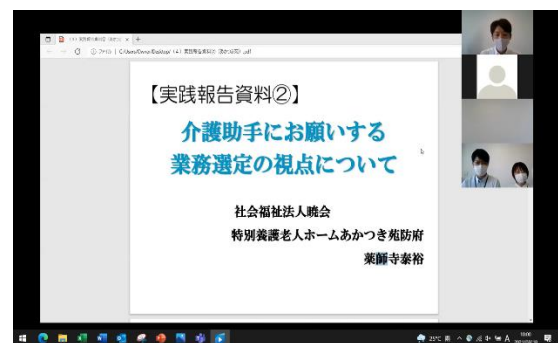 【実践報告資料②】
介護助手にお願いする
業務選定の視点について
社会福祉法人暁会
特別養護老人ホームあかつき苑防府
薬師寺泰裕
25°C 雨